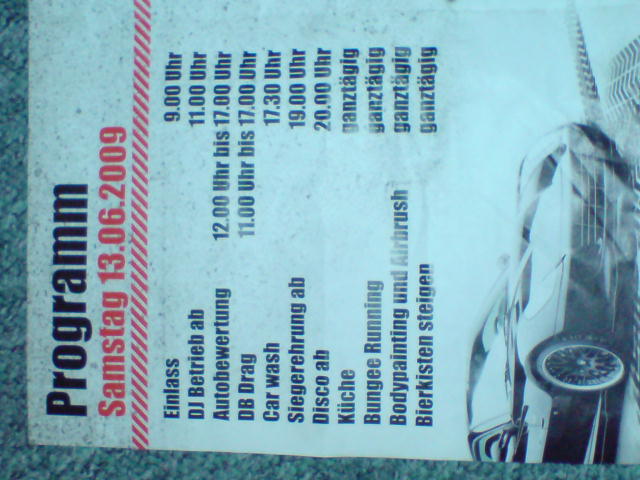 Programm
Samstag 13.06.2009
Einlass 9.00 Uhr
DJ Betrieb ab 11.00 Uhr
Autobewertung 12.00 Uhr bis 17.00 Uhr
DB Drag 11.00 Uhr bis 17.00 Uhr
Car wash 17.30 Uhr
Siegerehrung ab 19.00 Uhr
Disco ab 20.00 Uhr
Küche ganztägig
Bungee Running ganztägig
Bodypainting und Airbrush ganztägig
Bierkisten steigen ganztägig